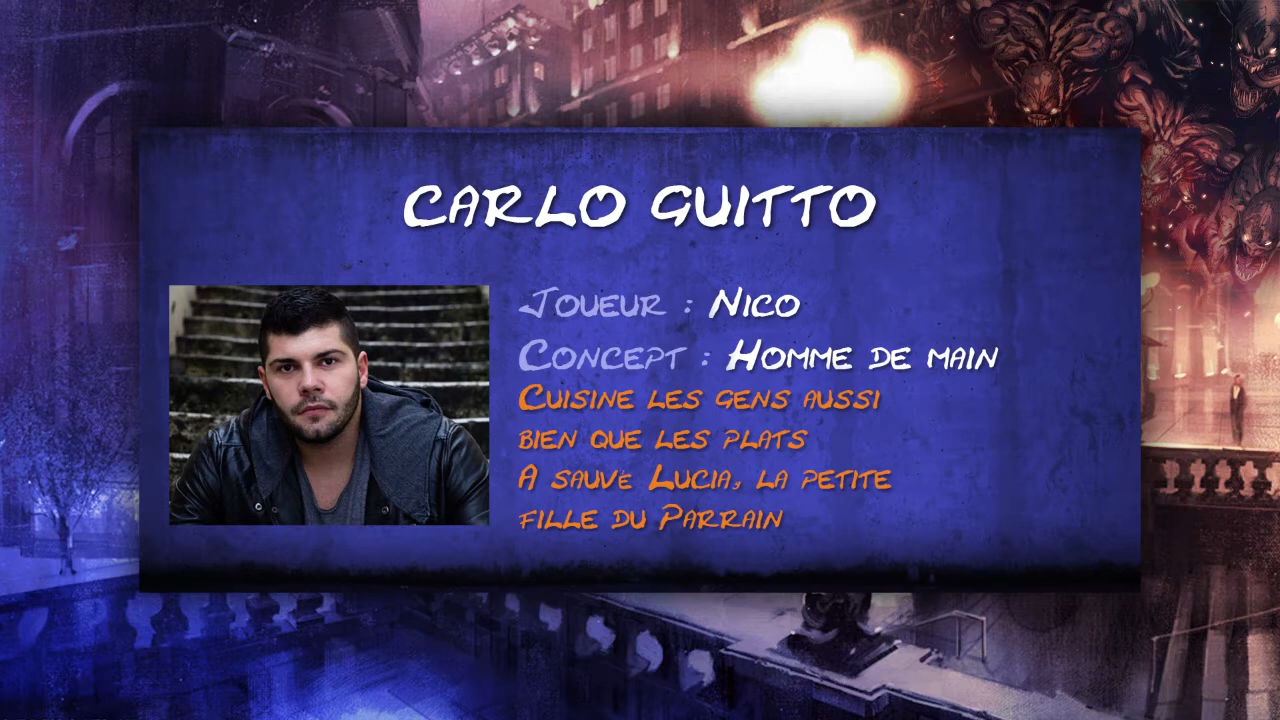 CARLO GUITTO
JOUEUR : NICO
CONCEPT : HOMME DE MAIN
CUISINE LES GENS AUSSI
BIEN QUE LES PLATS
A SAUVÉ LUCIA, LA PETITE
FILLE DU PARRAIN